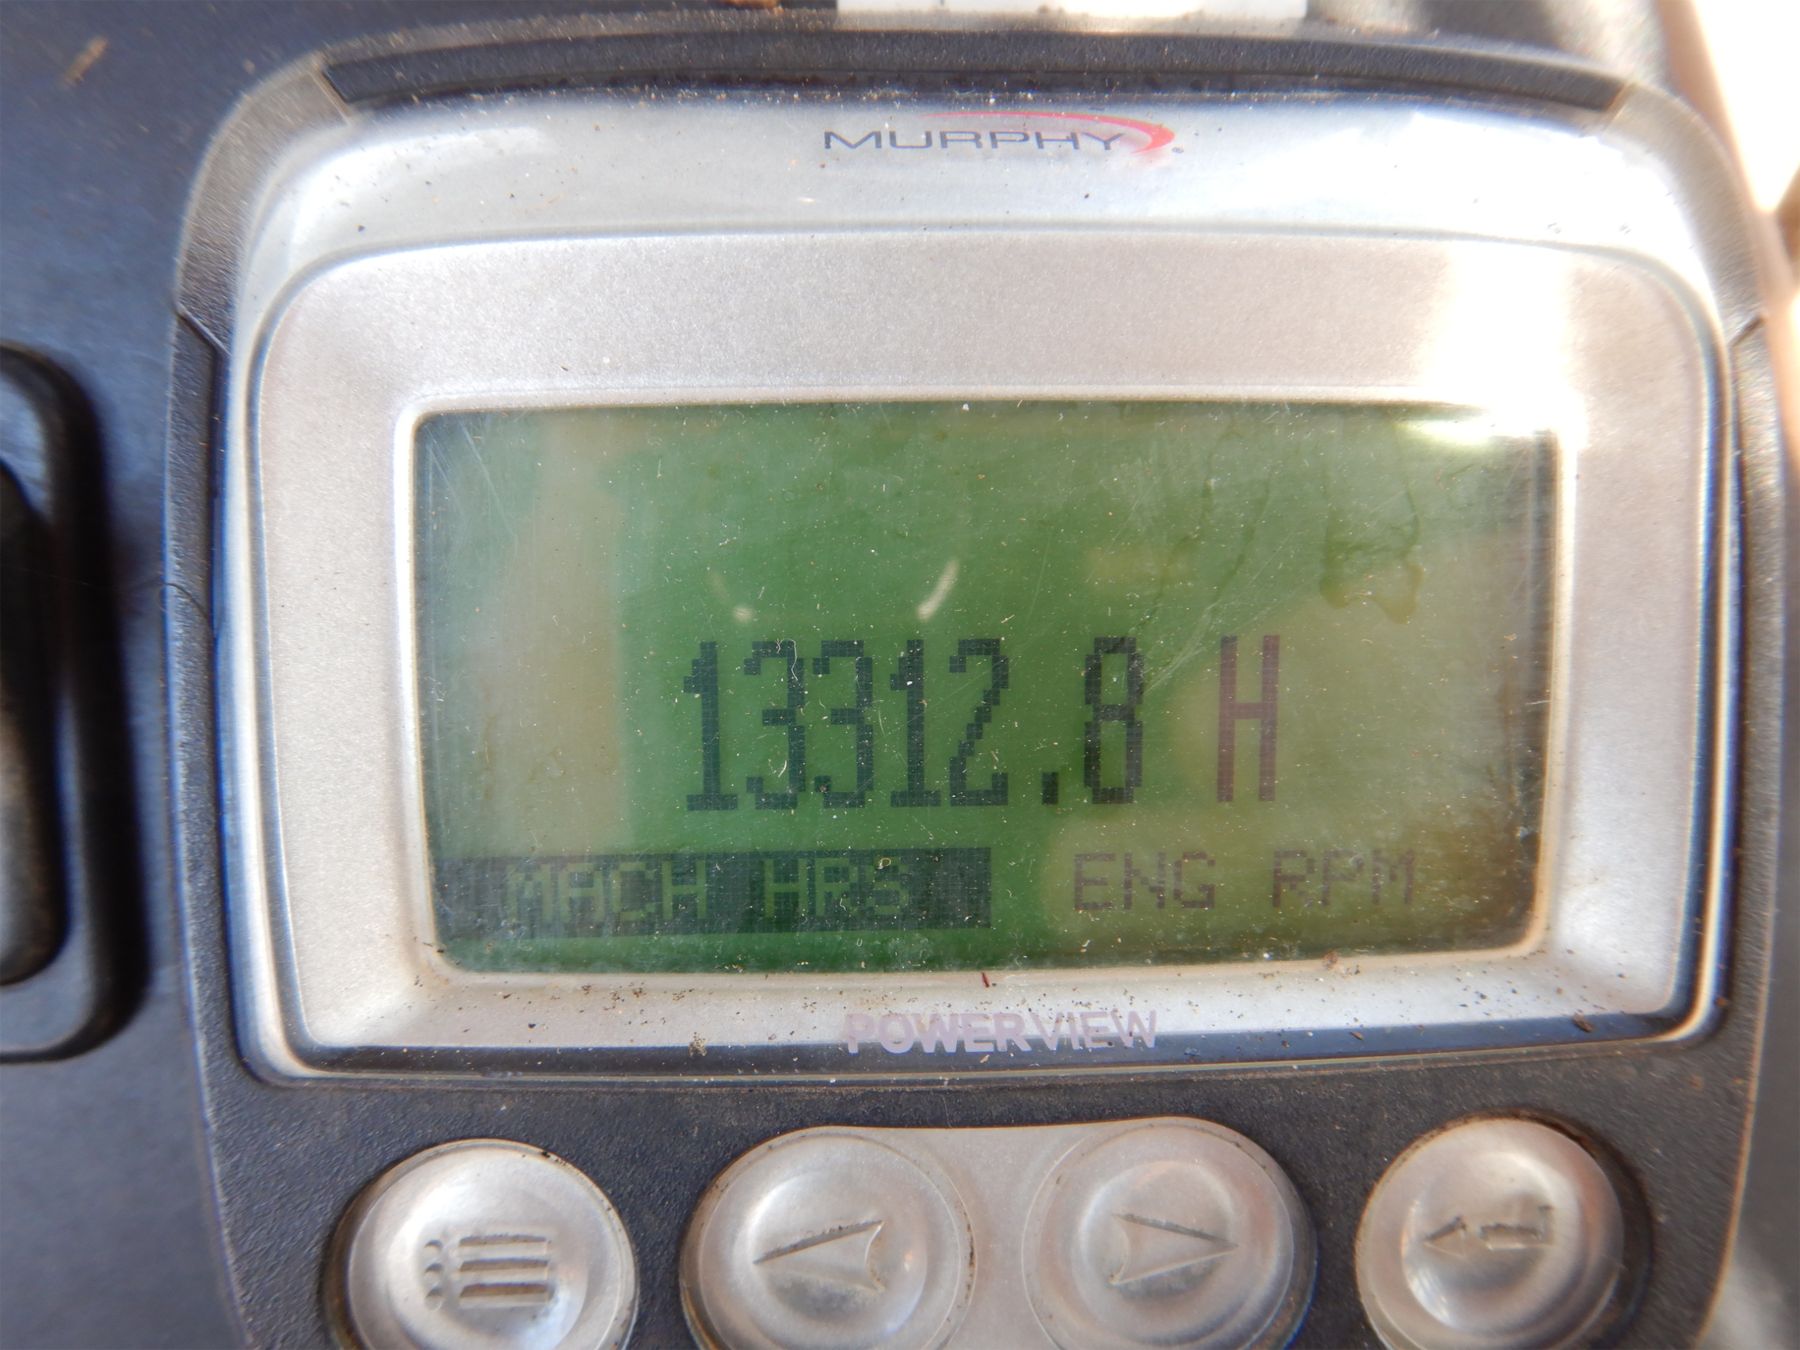 MURPHY
13312.8 H
MACH HRS ENG RPM
POWERVIEW